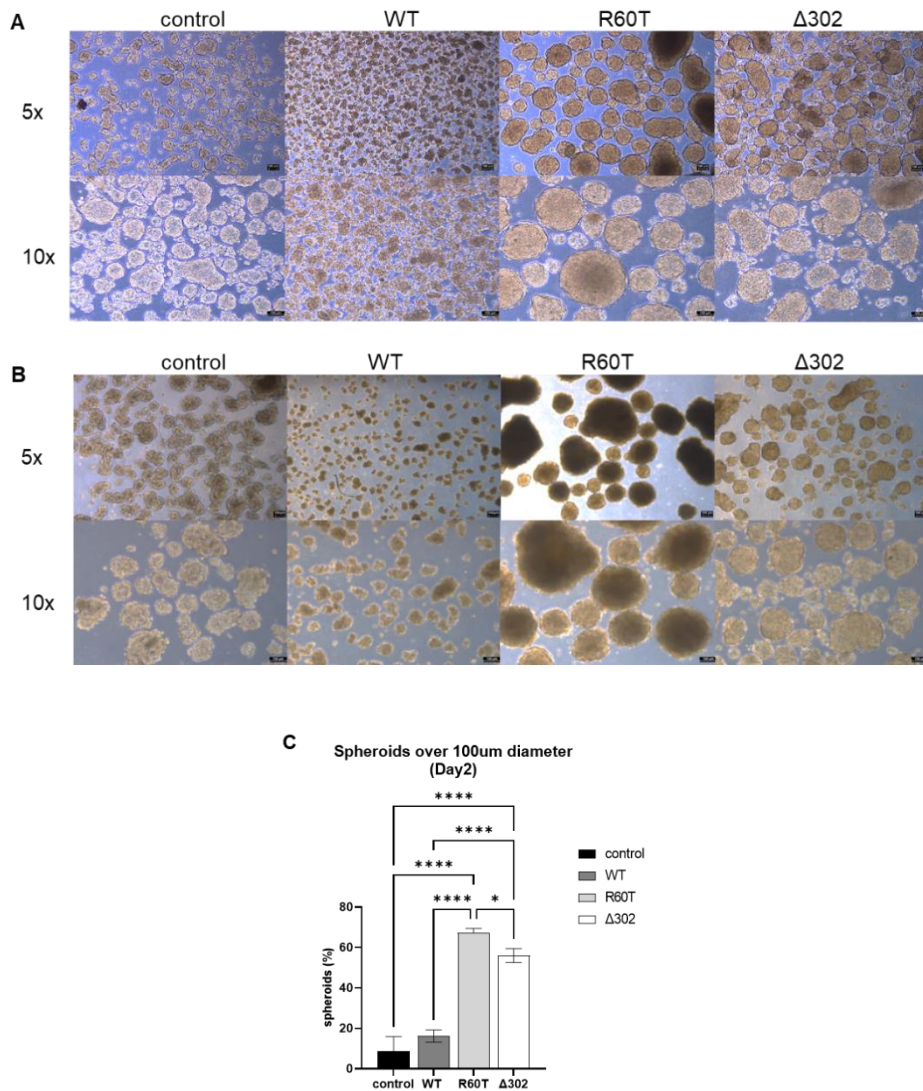 A
control WT R60T Δ302
5x
10x
B
control WT R60T Δ302
5x
10x
C
Spheroids over 100um diameter
(Day2)
****
****
****
**** *
control
WT
R60T
Δ302
spheroids (%)
80
60
40
20
0
control WT R60T Δ302